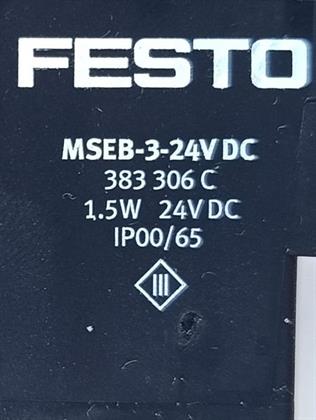 FESTO
MSEB-3-24V DC
383 306 C
1.5W 24V DC
IP00/65
III